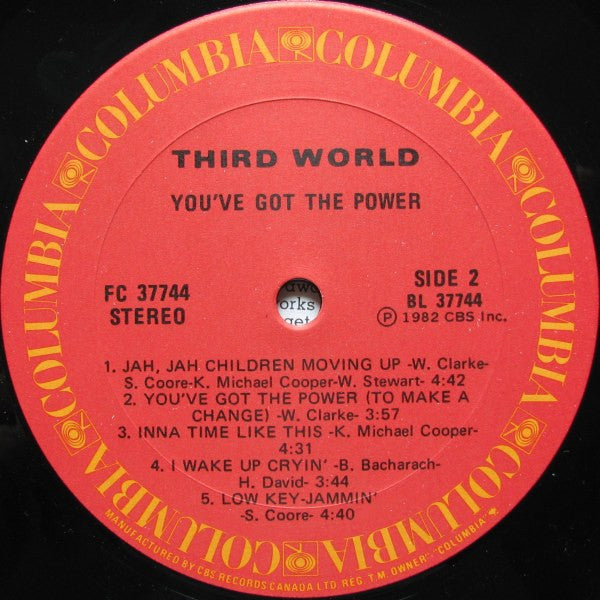 COLUMBIA COLUMBIA COLUMBIA COLUMBIA COLUMBIA COLUMBIA COLUMBIA COLUMBIA
THIRD WORLD
YOU'VE GOT THE POWER
FC 37744
STEREO
orks
SIDE 2
BL 37744
Ⓟ 1982 CBS Inc.
1. JAH, JAH CHILDREN MOVING UP -W. Clarke-
S. Coore-K. Michael Cooper-W. Stewart- 4:42
2. YOU'VE GOT THE POWER (TO MAKE A
CHANGE) -W. Clarke- 3:57
3. INNA TIME LIKE THIS -K. Michael Cooper-
4:31
4. I WAKE UP CRYIN' -B. Bacharach-
H. David- 3:44
5. LOW KEY-JAMMIN'
-S. Coore- 4:40
MANUFACTURED BY CBS RECORDS CANADA LTD. REG. T.M. OWNER "COLUMBIA"